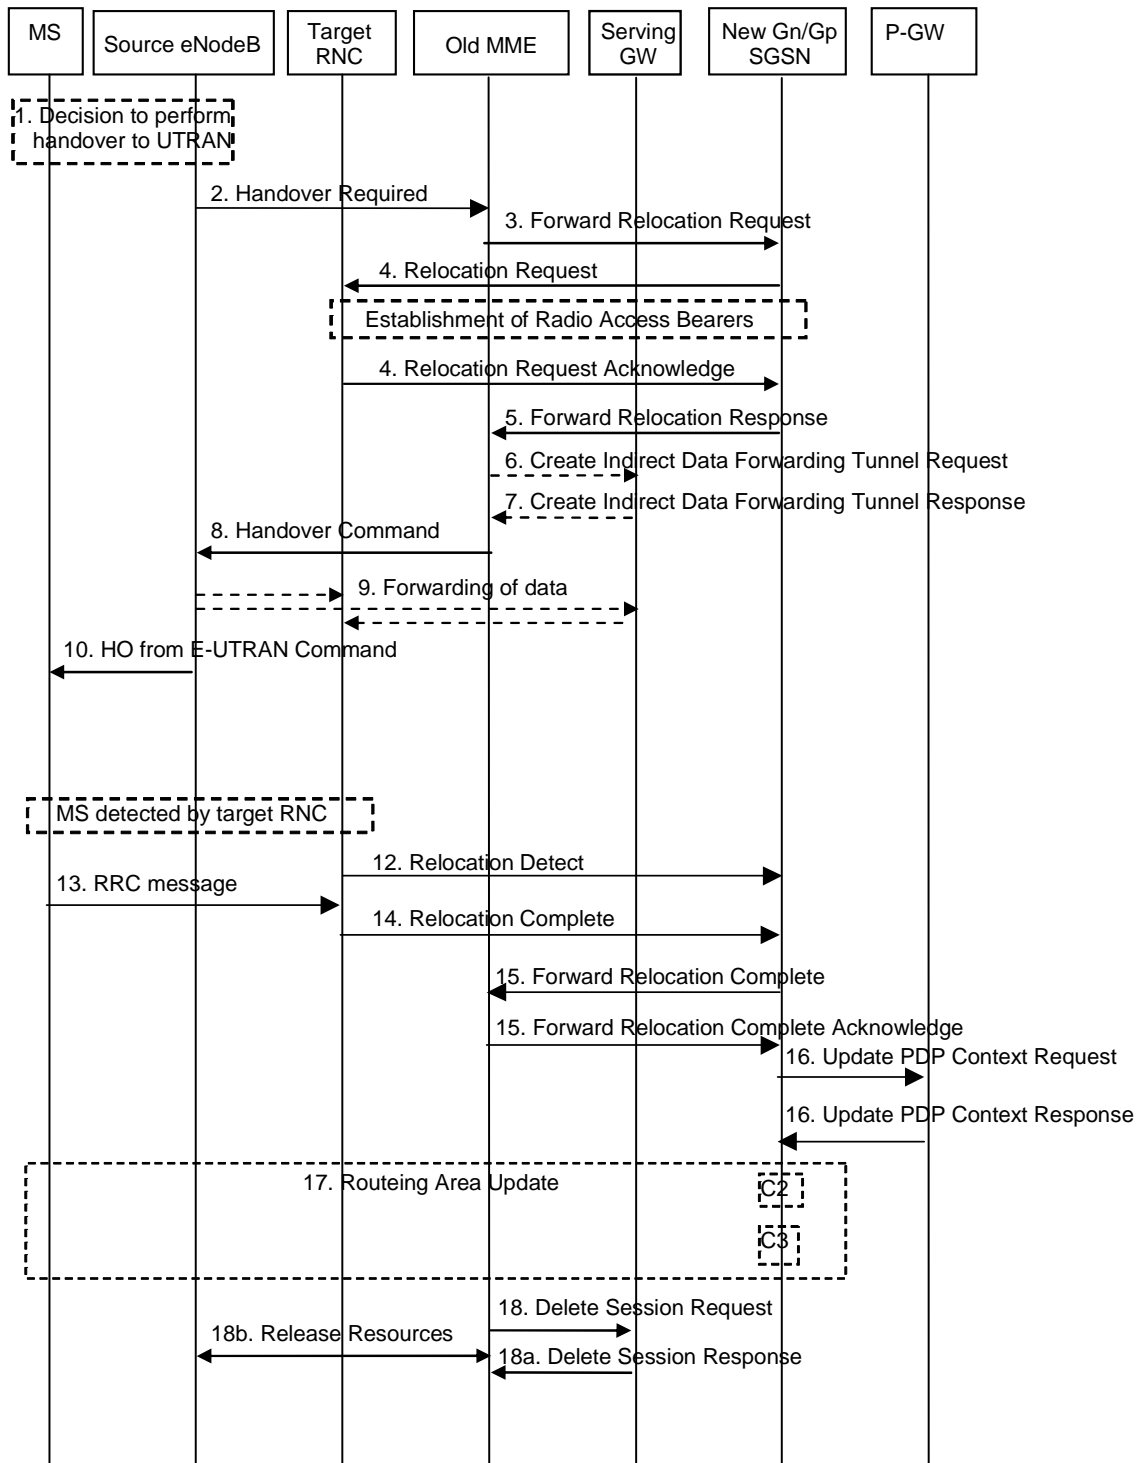 MS
Source eNodeB
Target
RNC
Old MME
Serving
GW
New Gn/Gp
SGSN
P-GW
1. Decision to perform
handover to UTRAN
2. Handover Required
3. Forward Relocation Request
4. Relocation Request
Establishment of Radio Access Bearers
4. Relocation Request Acknowledge
5. Forward Relocation Response
6. Create Indirect Data Forwarding Tunnel Request
7. Create Indirect Data Forwarding Tunnel Response
8. Handover Command
9. Forwarding of data
10. HO from E-UTRAN Command
MS detected by target RNC
12. Relocation Detect
13. RRC message
14. Relocation Complete
15. Forward Relocation Complete
15. Forward Relocation Complete Acknowledge
16. Update PDP Context Request
16. Update PDP Context Response
17. Routeing Area Update
C2
C3
18. Delete Session Request
18b. Release Resources
18a. Delete Session Response